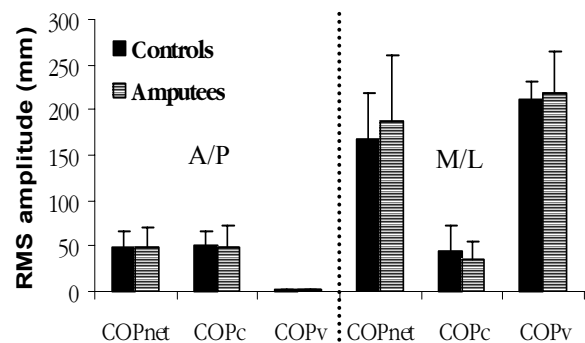 RMS amplitude (mm)
300
250
200
150
100
50
0
Controls
Amputees
A/P
M/L
COPnet COPc COPv COPnet COPc COPv